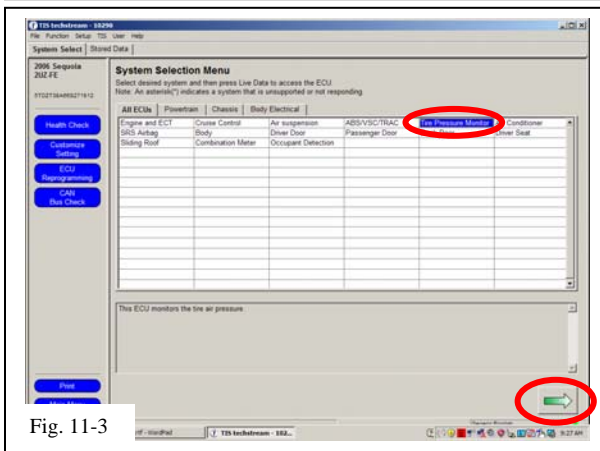 TIS techstream - 10290
File Function Setup TIS User Help
System Select Stored Data
2006 Sequoia
2UZ-FE
System Selection Menu
Select desired system and then press Live Data to access the ECU
Note: An asterisk(*) indicates a system that is unsupported or not responding.
All ECUs Powertrain Chassis Body Electrical
Engine and ECT Cruise Control Air suspension ABS/VSC/TRAC Tire Pressure Monitor Conditioner
SRS Airbag Body Driver Door Passenger Door Driver Seat
Sliding Roof Combination Meter Occupant Detection
Health Check
Customize
Setting
ECU
Reprogramming
CAN
Bus Check
This ECU monitors the tire air pressure.
Print
Main Menu
Fig. 11-3
rtf - WordPad TIS techstream - 102... 9:27 AM